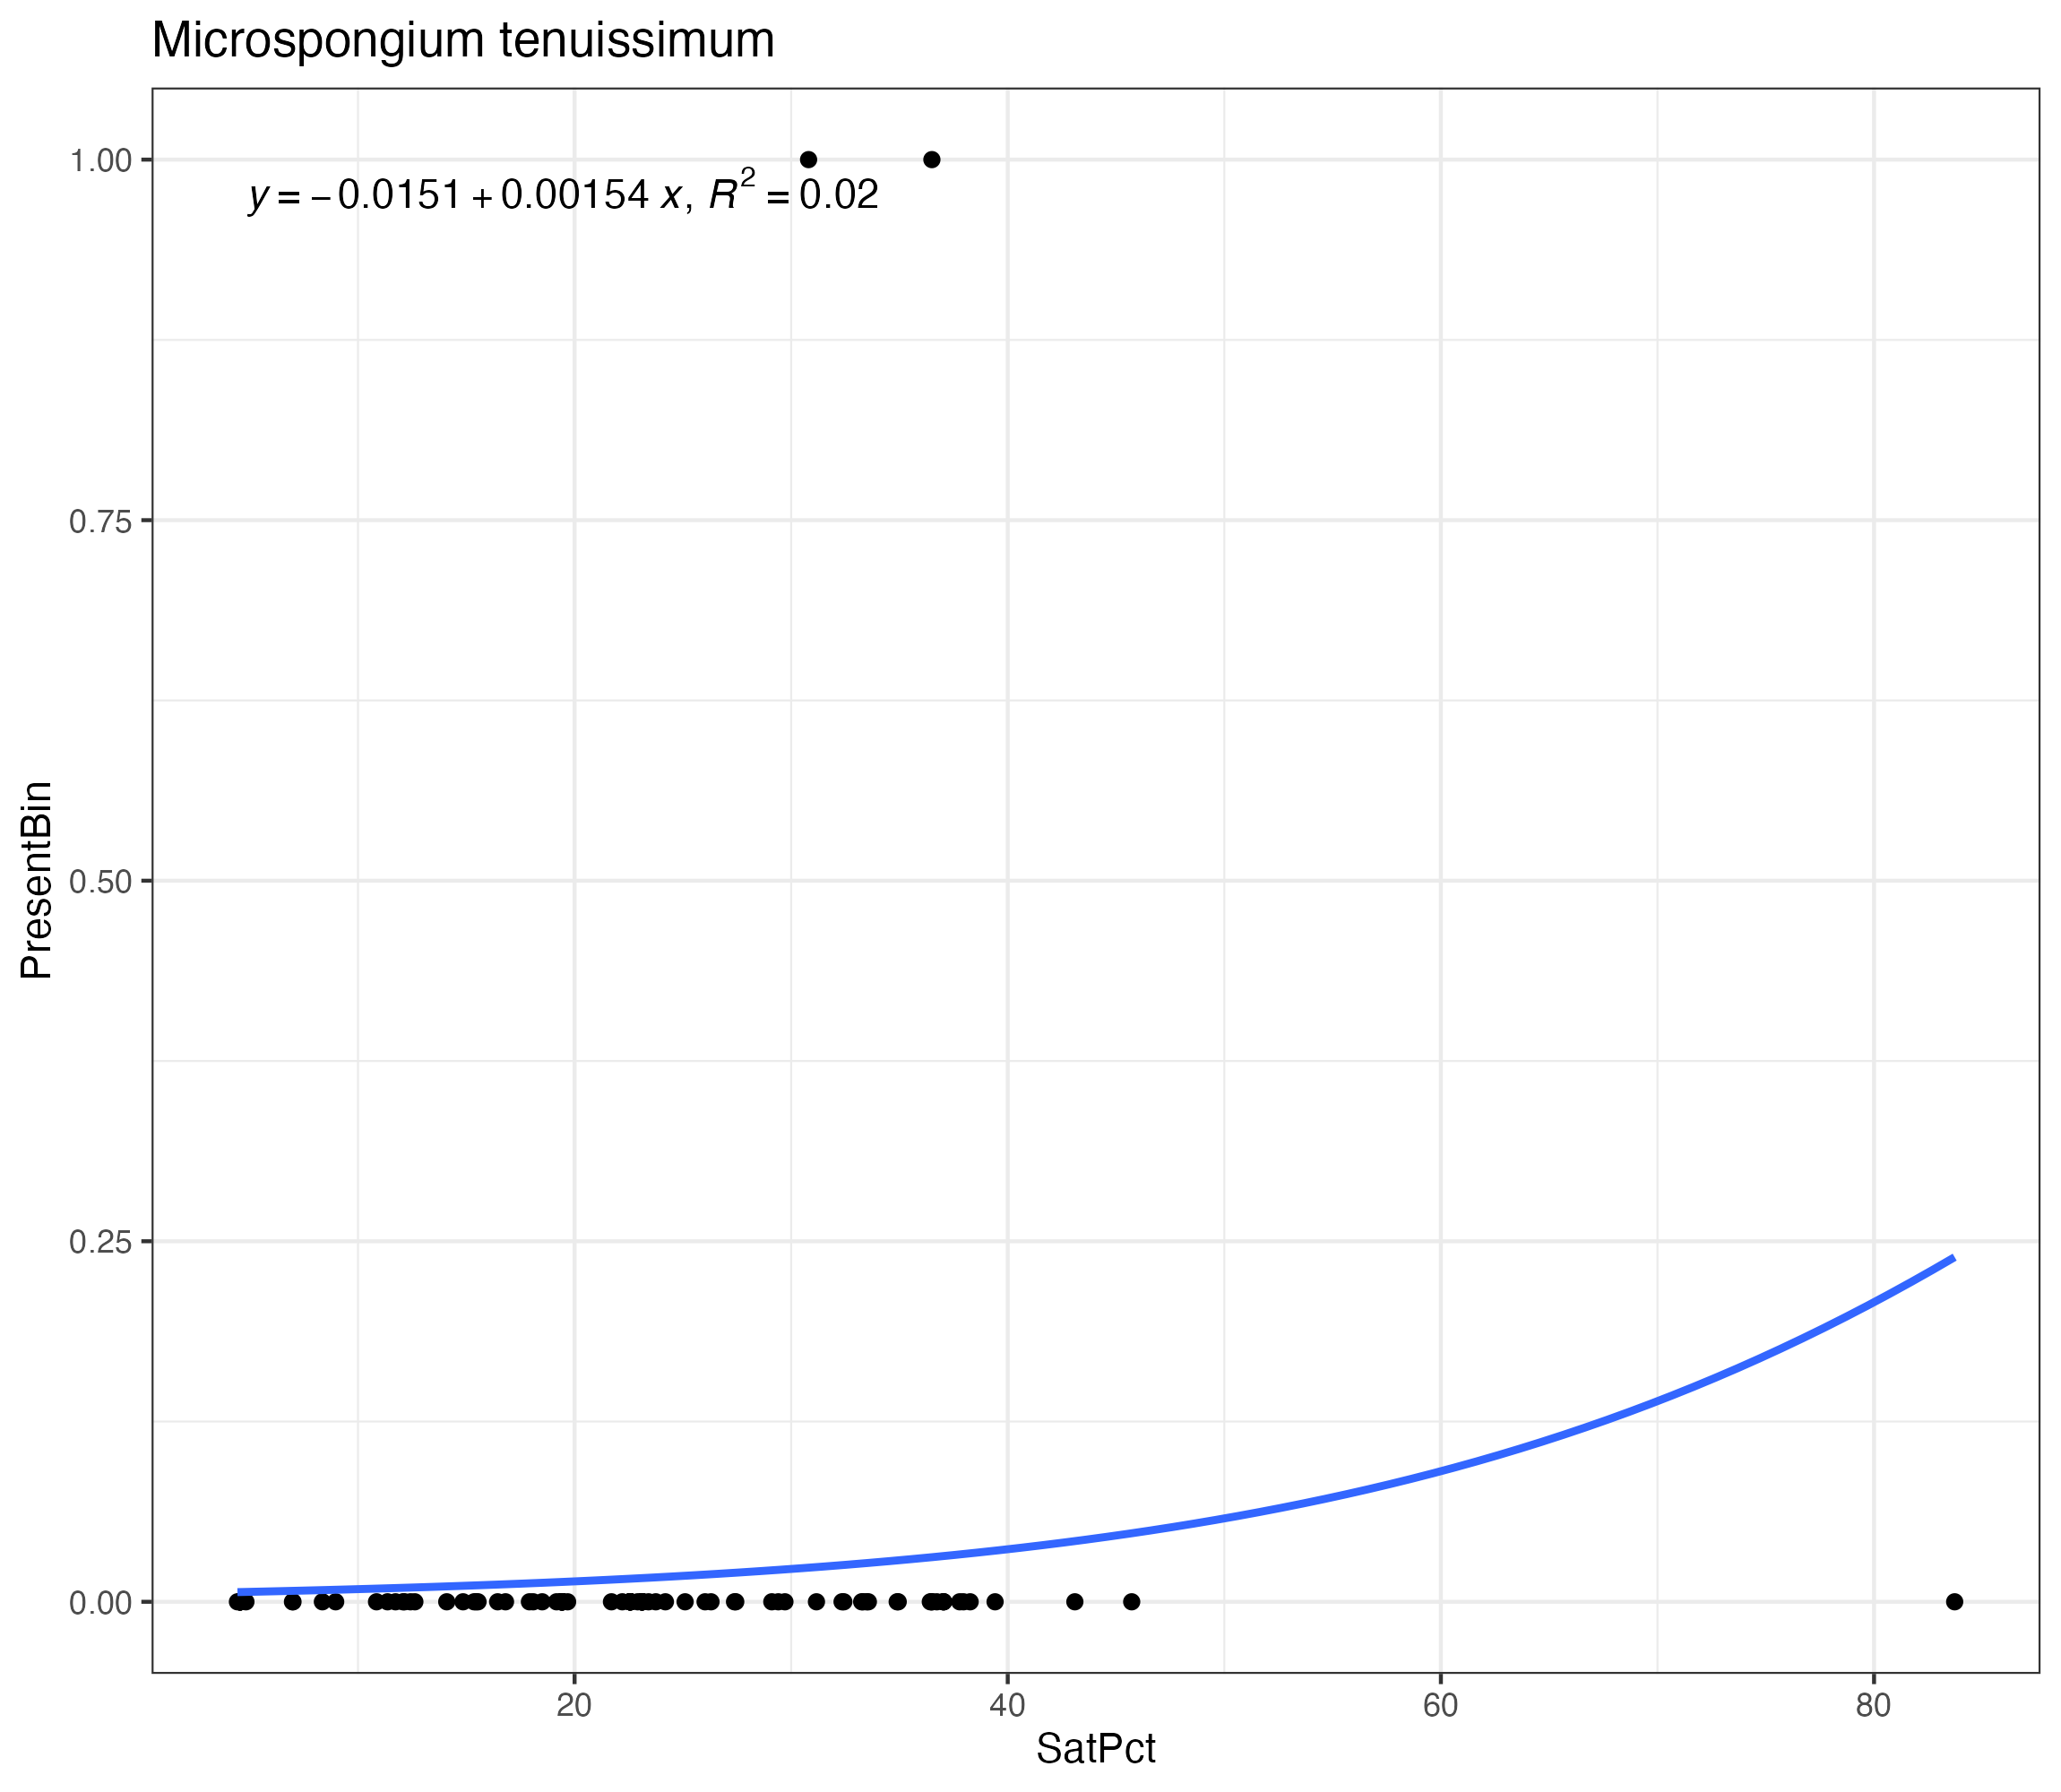 Microspongium tenuissimum
1.00
y = −0.0151 + 0.00154 x, R² = 0.02
0.75
0.50
0.25
0.00
PresentBin
20 40 60 80
SatPct